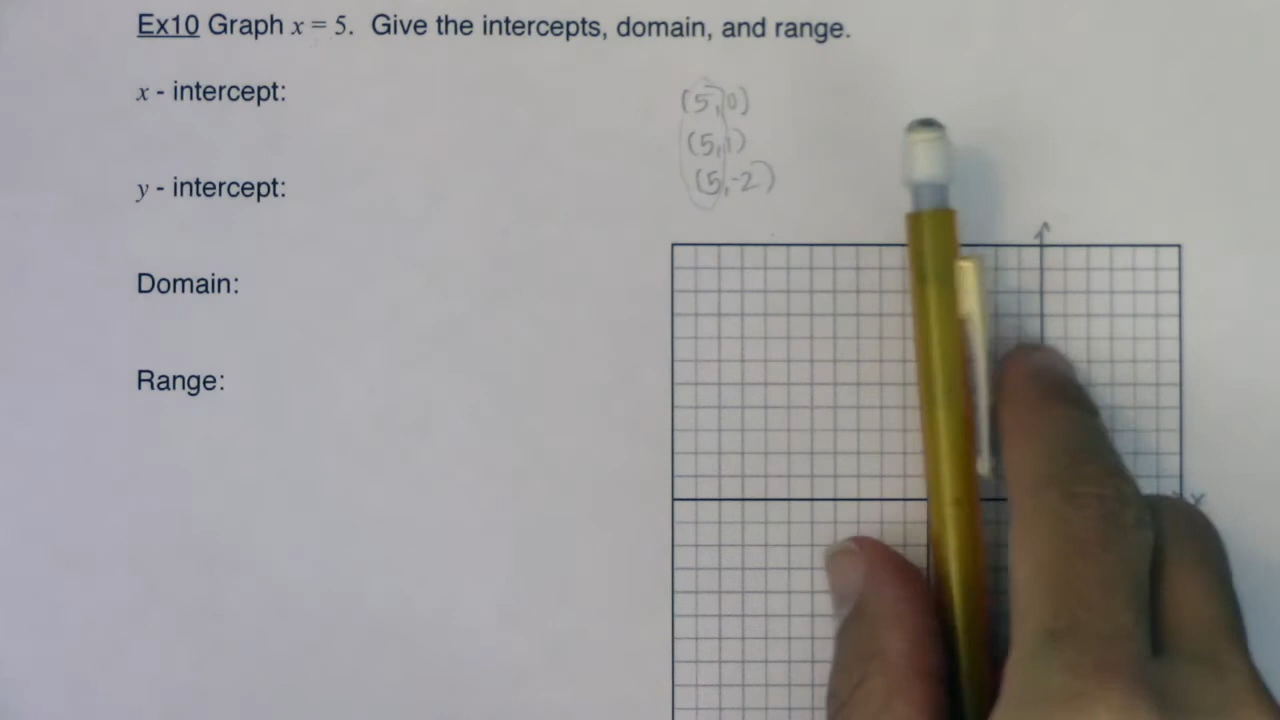 Ex10 Graph x = 5. Give the intercepts, domain, and range.
x - intercept:
(5,0)
(5,1)
(5,-2)
y - intercept:
Domain:
Range:
x